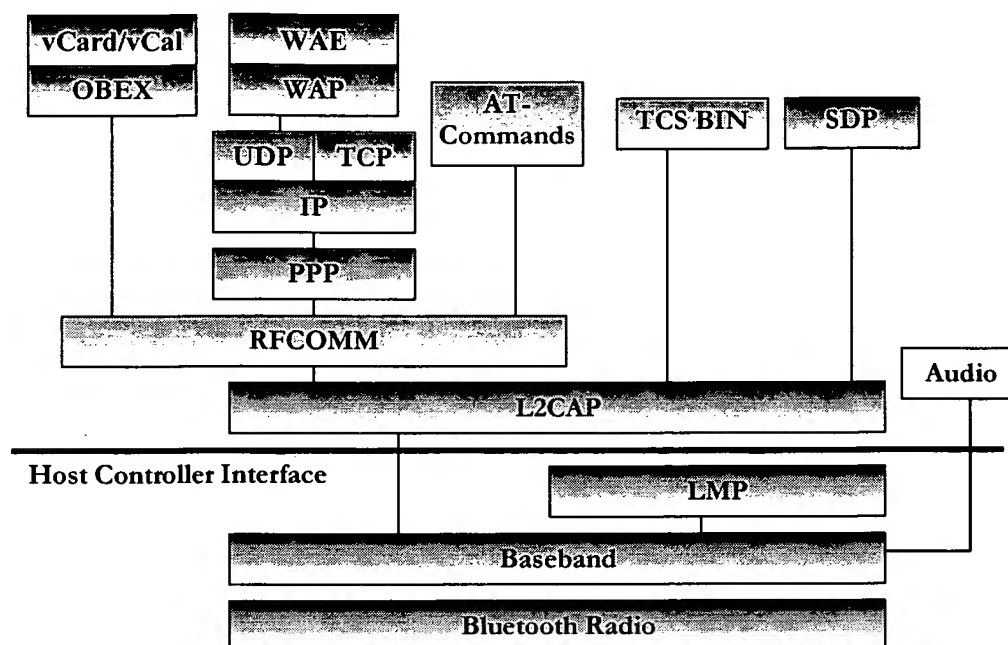 vCard/vCal
OBEX
WAE
WAP
AT-
Commands
TCS BIN
SDP
UDP
TCP
IP
PPP
RFCOMM
Audio
L2CAP
Host Controller Interface
LMP
Baseband
Bluetooth Radio